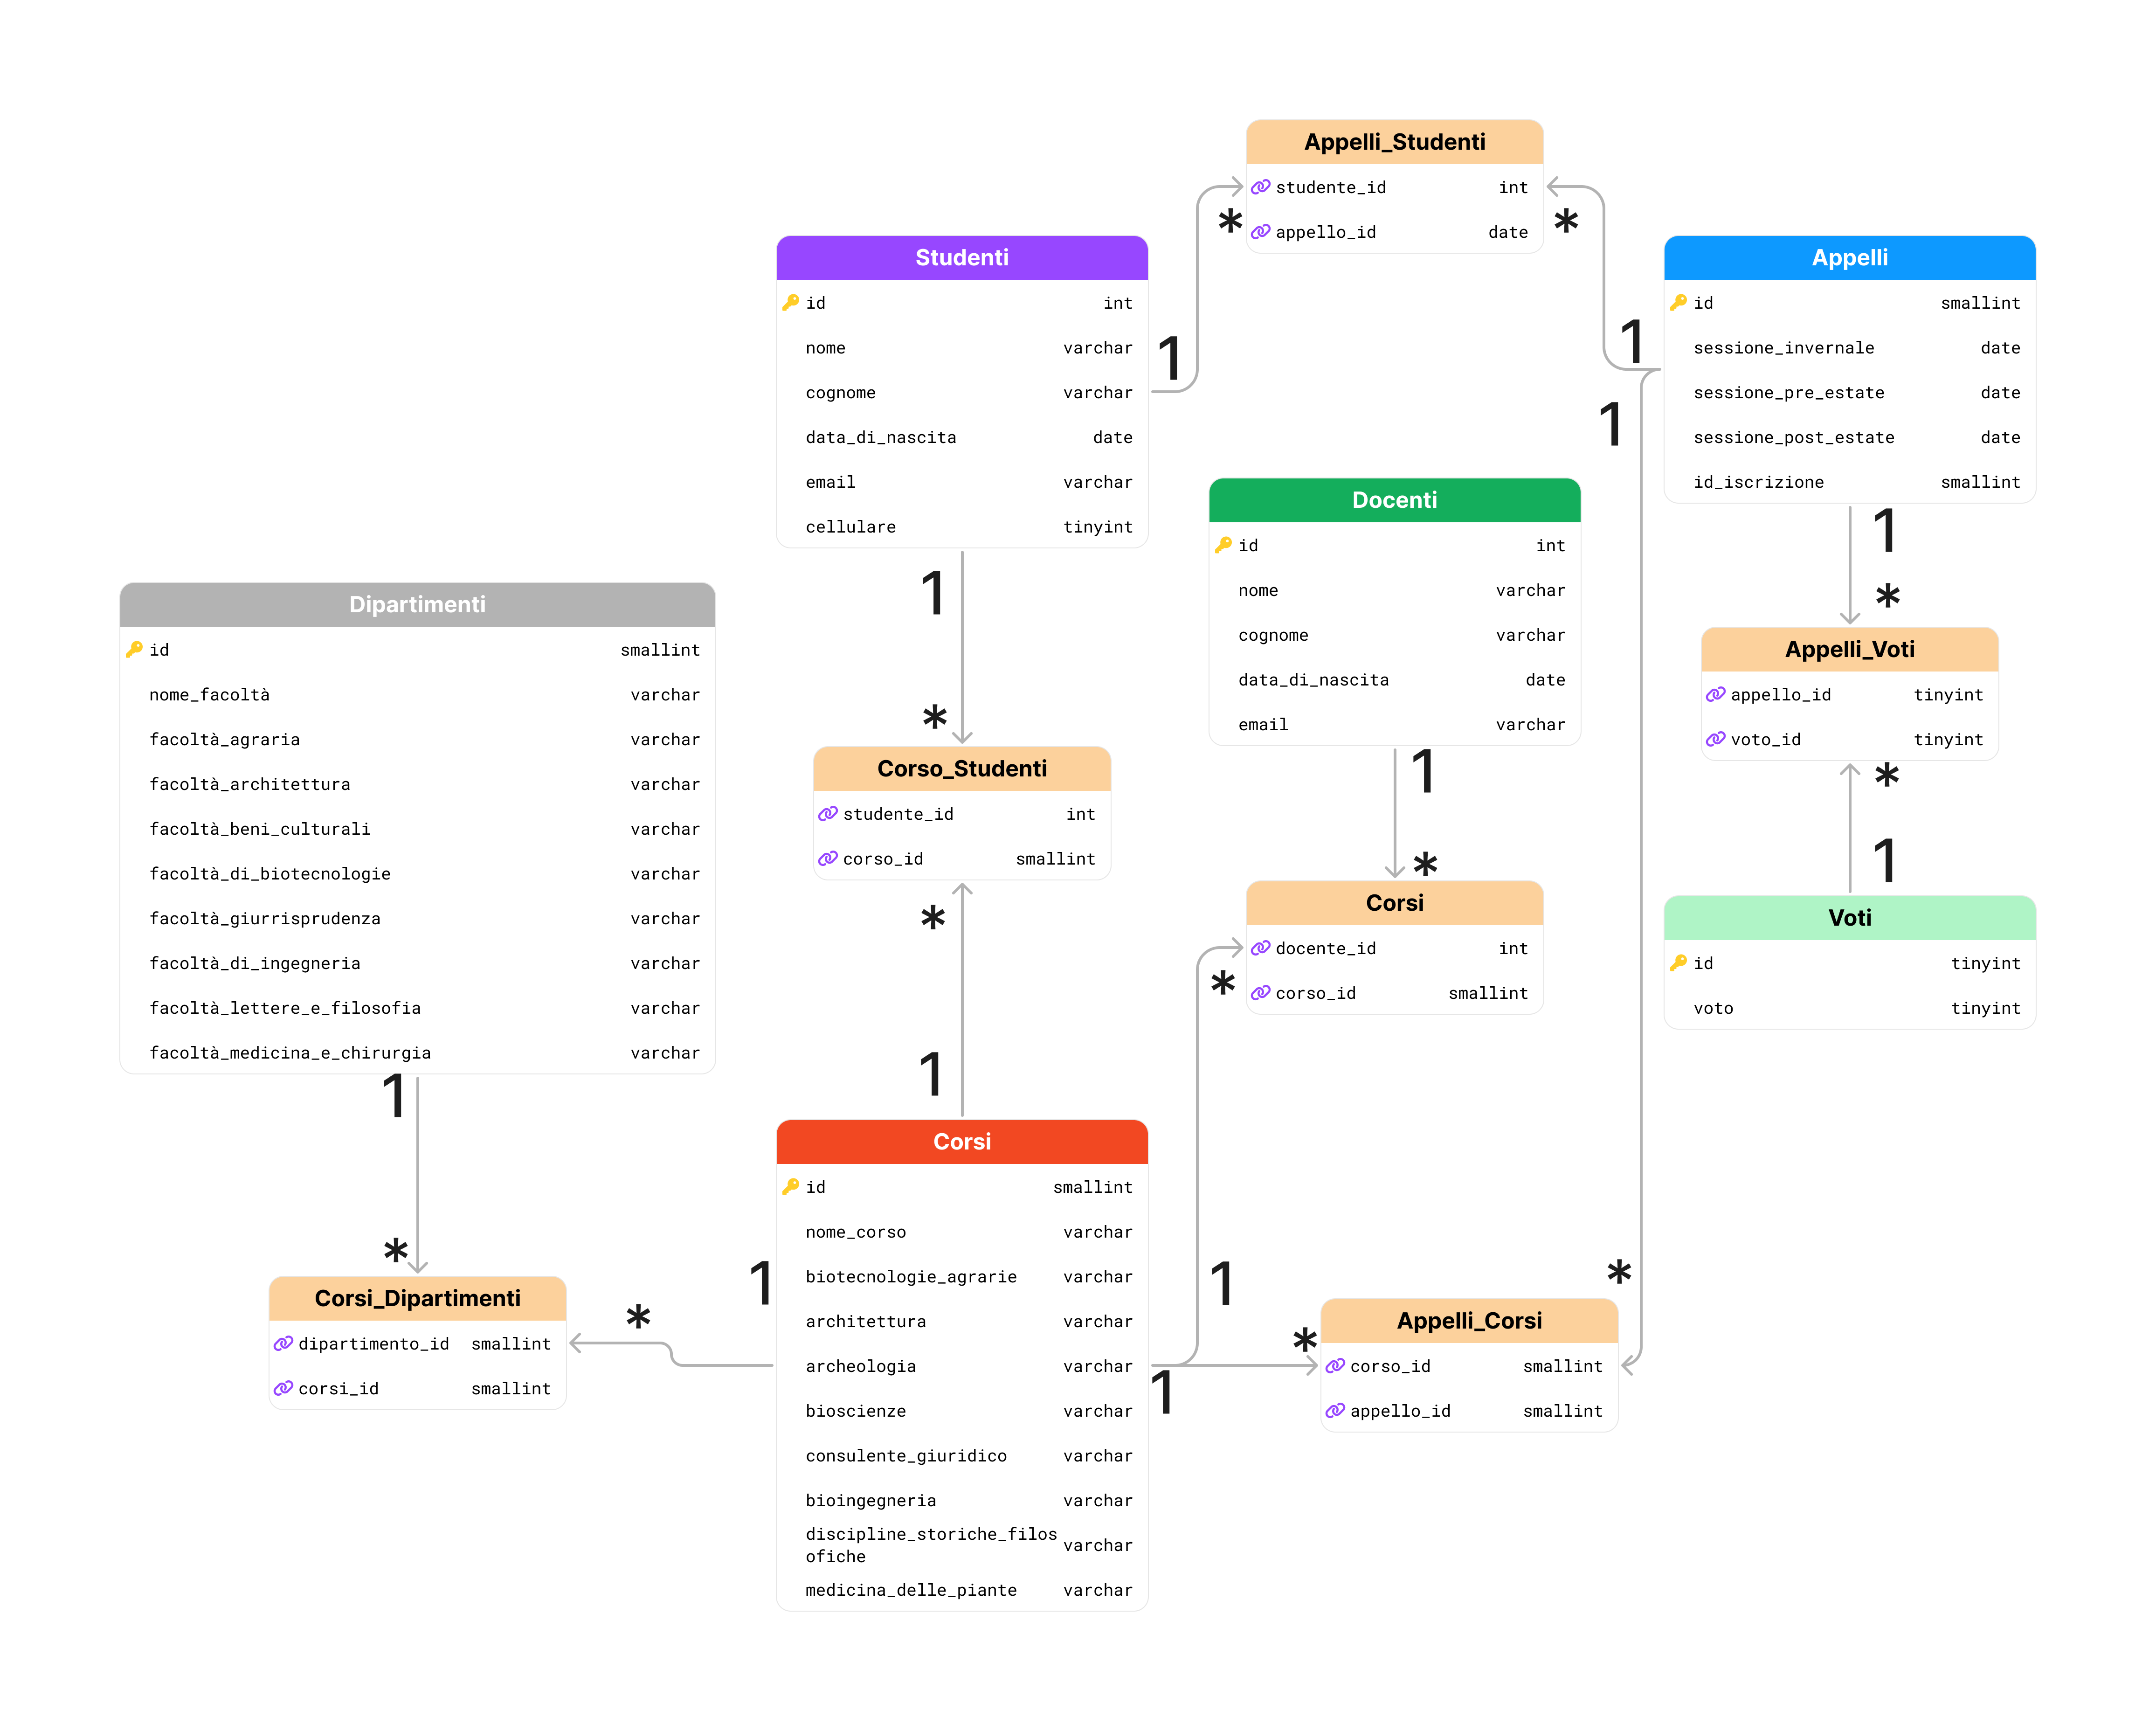 Appelli_Studenti
studente_id int
appello_id date
*
*
Studenti
id int
nome varchar
cognome varchar
data_di_nascita date
email varchar
cellulare tinyint
1
1
1
Appelli
id smallint
sessione_invernale date
sessione_pre_estate date
sessione_post_estate date
id_iscrizione smallint
Docenti
id int
nome varchar
cognome varchar
data_di_nascita date
email varchar
1
*
1
*
Dipartimenti
id smallint
nome_facoltà varchar
facoltà_agraria varchar
facoltà_architettura varchar
facoltà_beni_culturali varchar
facoltà_di_biotecnologie varchar
facoltà_giurrisprudenza varchar
facoltà_di_ingegneria varchar
facoltà_lettere_e_filosofia varchar
facoltà_medicina_e_chirurgia varchar
Appelli_Voti
appello_id tinyint
voto_id tinyint
*
1
Corso_Studenti
studente_id int
corso_id smallint
*
1
1
*
Corsi
docente_id int
corso_id smallint
*
Voti
id tinyint
voto tinyint
1
*
Corsi
id smallint
nome_corso varchar
biotecnologie_agrarie varchar
architettura varchar
archeologia varchar
bioscienze varchar
consulente_giuridico varchar
bioingegneria varchar
discipline_storiche_filos
ofiche varchar
medicina_delle_piante varchar
Corsi_Dipartimenti
dipartimento_id smallint
corsi_id smallint
*
1
1
1
*
*
Appelli_Corsi
corso_id smallint
appello_id smallint